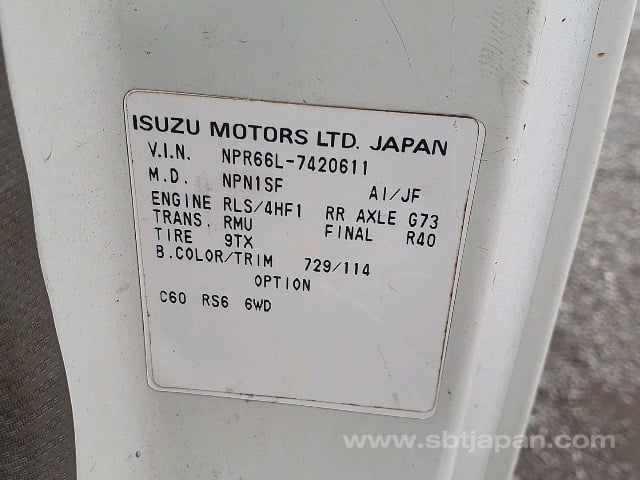 ISUZU MOTORS LTD. JAPAN
V.I.N. NPR66L-7420611
M.D. NPN1SF AI/JF
ENGINE RLS/4HF1 RR AXLE G73
TRANS. RMU FINAL R40
TIRE 9TX
B.COLOR/TRIM 729/114
OPTION
C60 RS6 6WD
www.sbtjapan.com